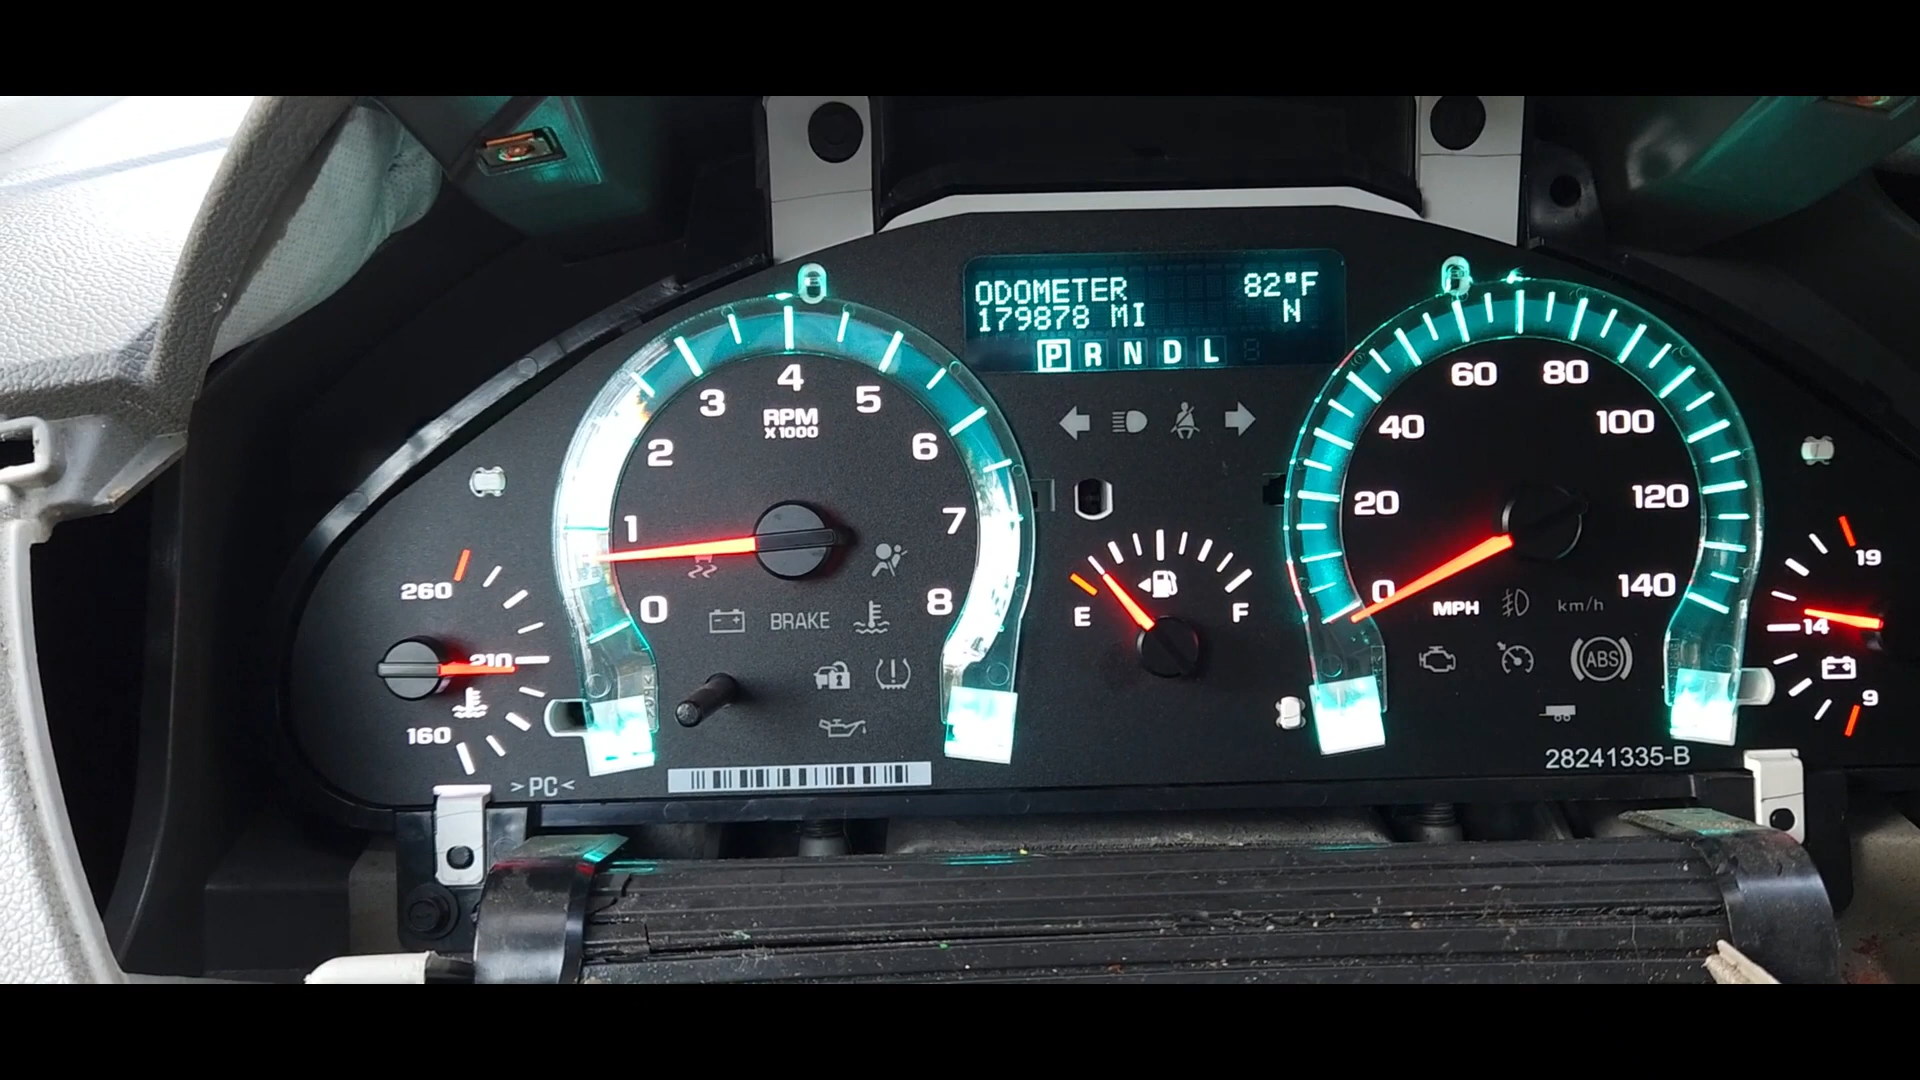 ODOMETER 82°F
179878 MI N
P R N D L
0 1 2 3 4 5 6 7 8
RPM
X1000
BRAKE
260
210
160
>PC<
E F
0 20 40 60 80 100 120 140
MPH
km/h
ABS
28241335-B
19
14
9